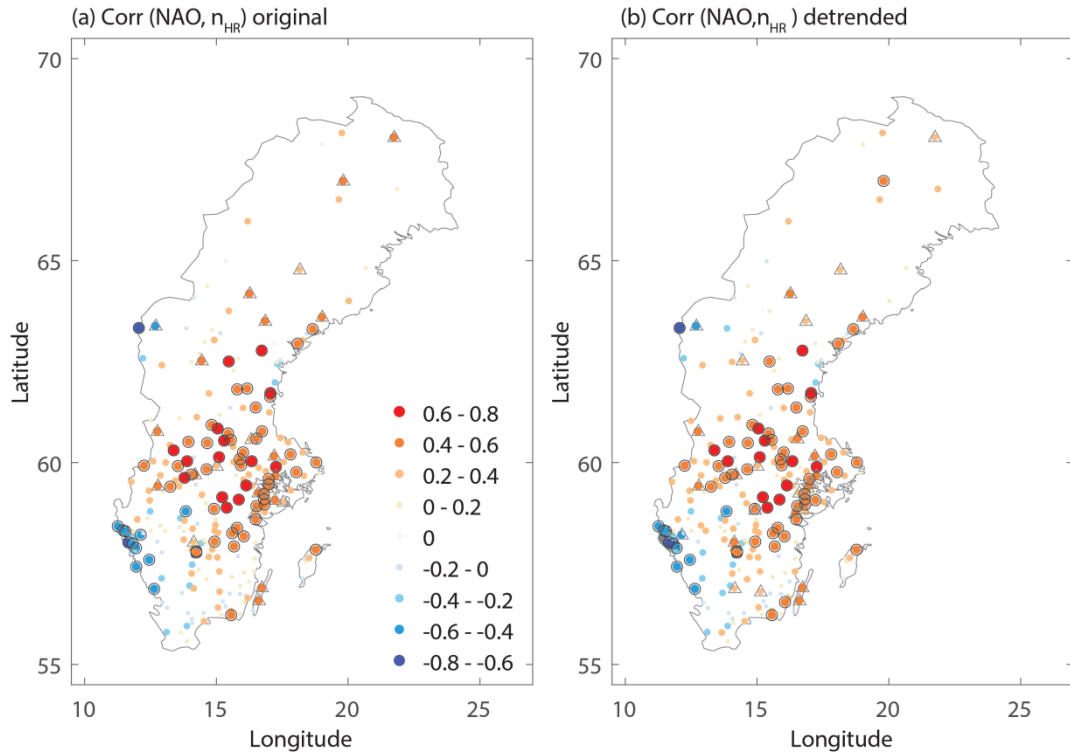 (a) Corr (NAO, n_HR) original
(b) Corr (NAO,n_HR ) detrended
70
65
60
55
Latitude
10 15 20 25
Longitude
0.6 - 0.8
0.4 - 0.6
0.2 - 0.4
0 - 0.2
0
-0.2 - 0
-0.4 - -0.2
-0.6 - -0.4
-0.8 - -0.6
70
65
60
55
Latitude
10 15 20 25
Longitude